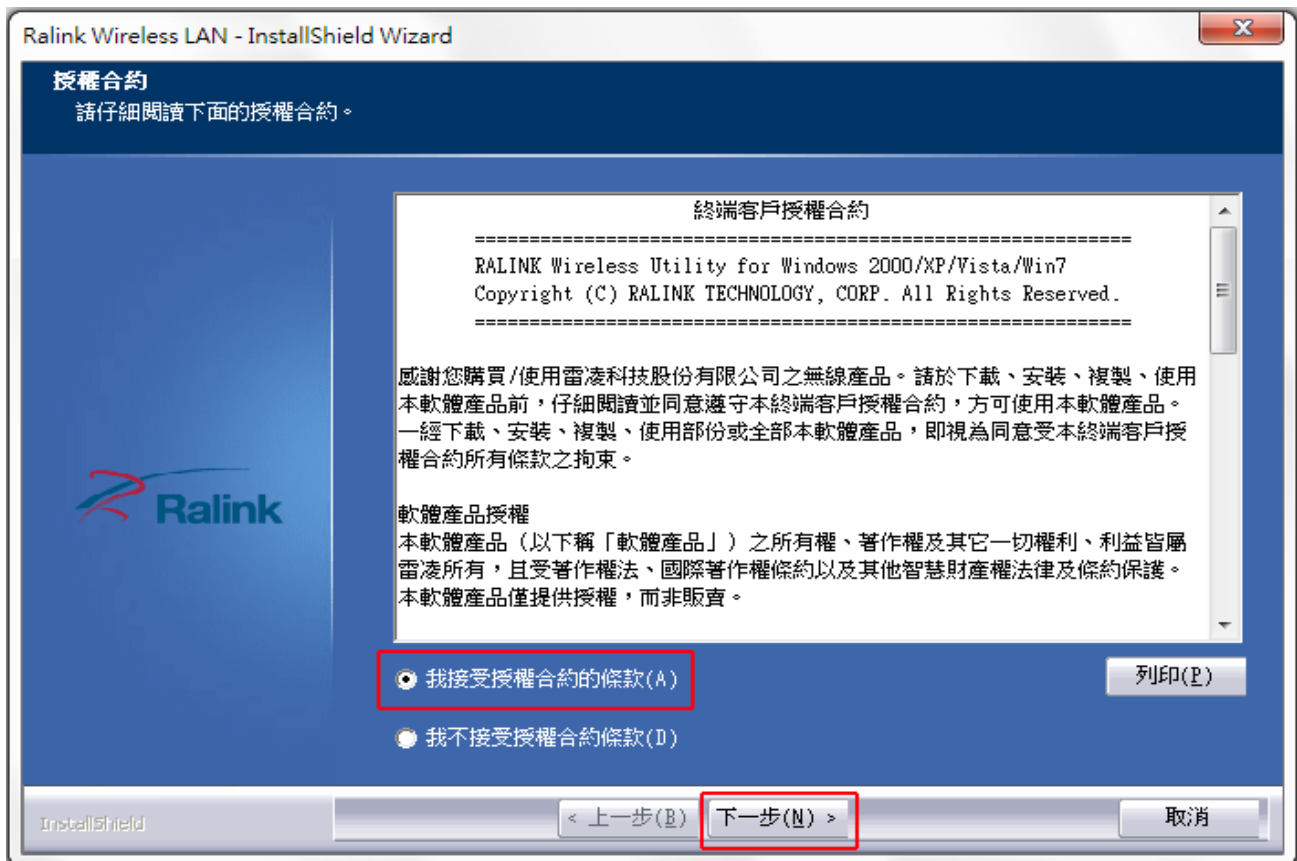 Ralink Wireless LAN - InstallShield Wizard
授權合約
請仔細閱讀下面的授權合約。
終端客戶授權合約
============================================================
RALINK Wireless Utility for Windows 2000/XP/Vista/Win7
Copyright (C) RALINK TECHNOLOGY, CORP. All Rights Reserved.
============================================================
感謝您購買/使用雷凌科技股份有限公司之無線產品。請於下載、安裝、複製、使用
本軟體產品前，仔細閱讀並同意遵守本終端客戶授權合約，方可使用本軟體產品。
一經下載、安裝、複製、使用部份或全部本軟體產品，即視為同意受本終端客戶授
權合約所有條款之拘束。
軟體產品授權
本軟體產品（以下稱「軟體產品」）之所有權、著作權及其它一切權利、利益皆屬
雷凌所有，且受著作權法、國際著作權條約以及其他智慧財產權法律及條約保護。
本軟體產品僅提供授權，而非販賣。
Ralink
我接受授權合約的條款(A)
列印(P)
我不接受授權合約條款(D)
InstallShield
< 上一步(B)
下一步(N) >
取消